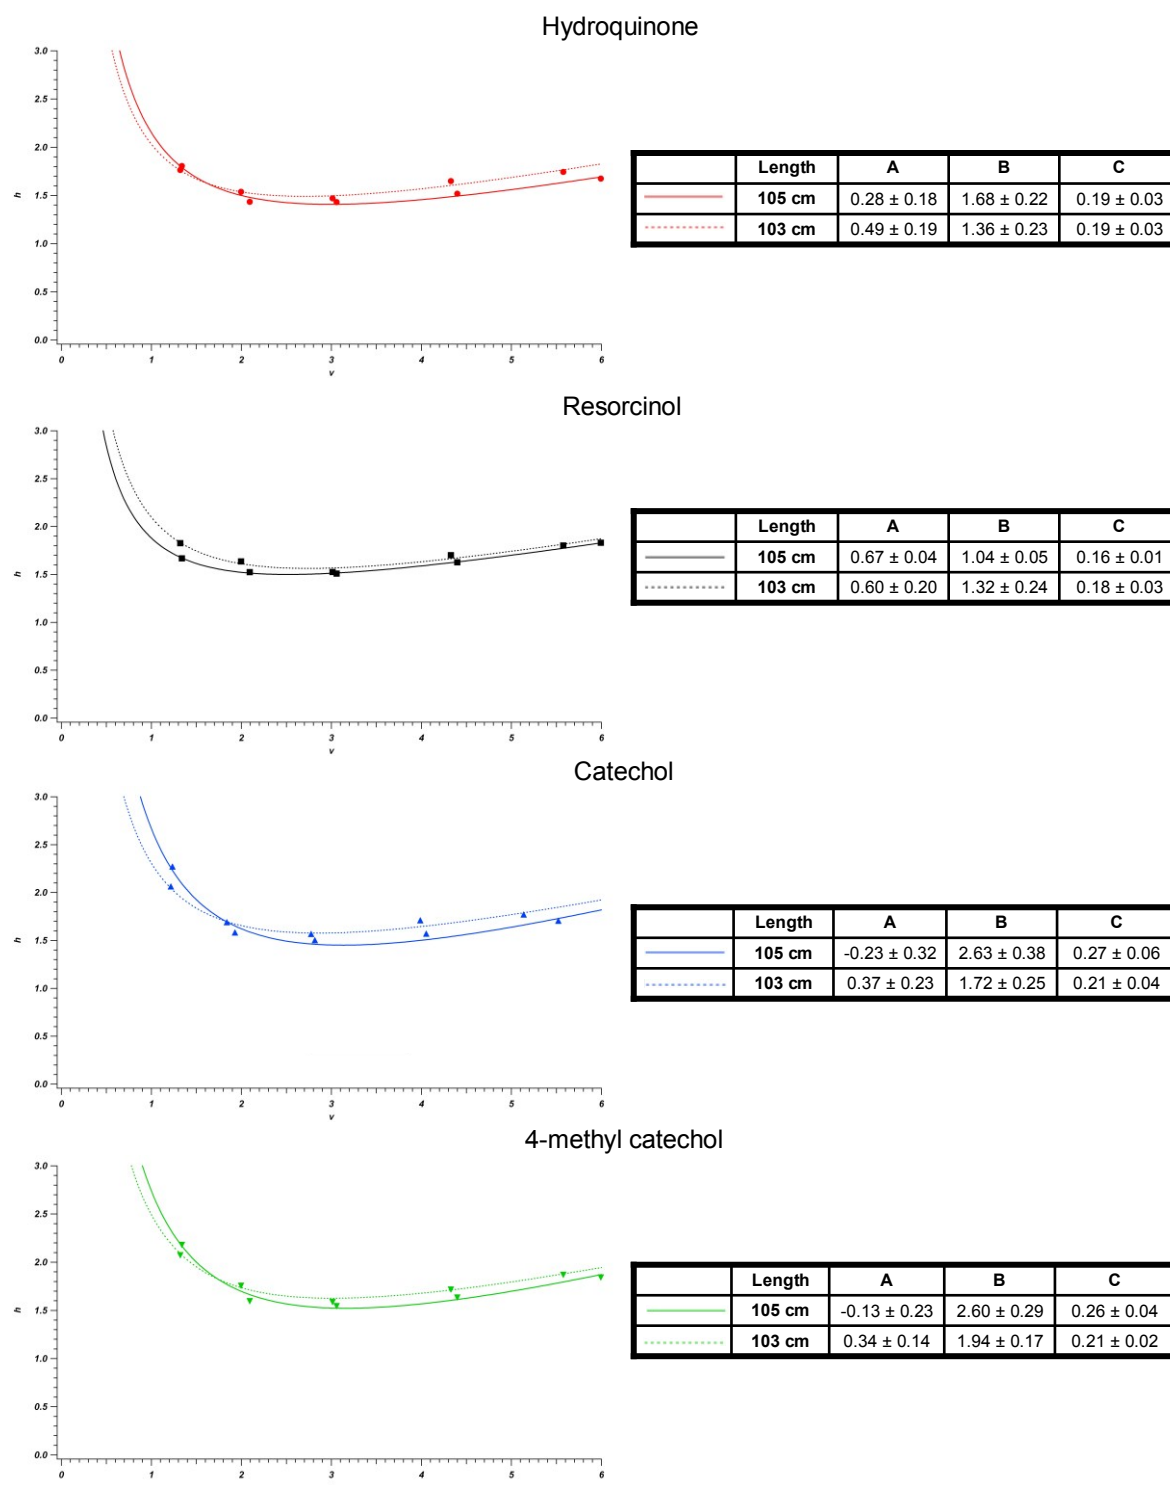 Hydroquinone
3.0
2.5
2.0
1.5
1.0
0.5
0.0
h
0 1 2 3 4 5 6
v
Length A B C
105 cm 0.28 ± 0.18 1.68 ± 0.22 0.19 ± 0.03
103 cm 0.49 ± 0.19 1.36 ± 0.23 0.19 ± 0.03
Resorcinol
3.0
2.5
2.0
1.5
1.0
0.5
0.0
h
0 1 2 3 4 5 6
v
Length A B C
105 cm 0.67 ± 0.04 1.04 ± 0.05 0.16 ± 0.01
103 cm 0.60 ± 0.20 1.32 ± 0.24 0.18 ± 0.03
Catechol
3.0
2.5
2.0
1.5
1.0
0.5
0.0
h
0 1 2 3 4 5 6
v
Length A B C
105 cm -0.23 ± 0.32 2.63 ± 0.38 0.27 ± 0.06
103 cm 0.37 ± 0.23 1.72 ± 0.25 0.21 ± 0.04
4-methyl catechol
3.0
2.5
2.0
1.5
1.0
0.5
0.0
h
0 1 2 3 4 5 6
v
Length A B C
105 cm -0.13 ± 0.23 2.60 ± 0.29 0.26 ± 0.04
103 cm 0.34 ± 0.14 1.94 ± 0.17 0.21 ± 0.02